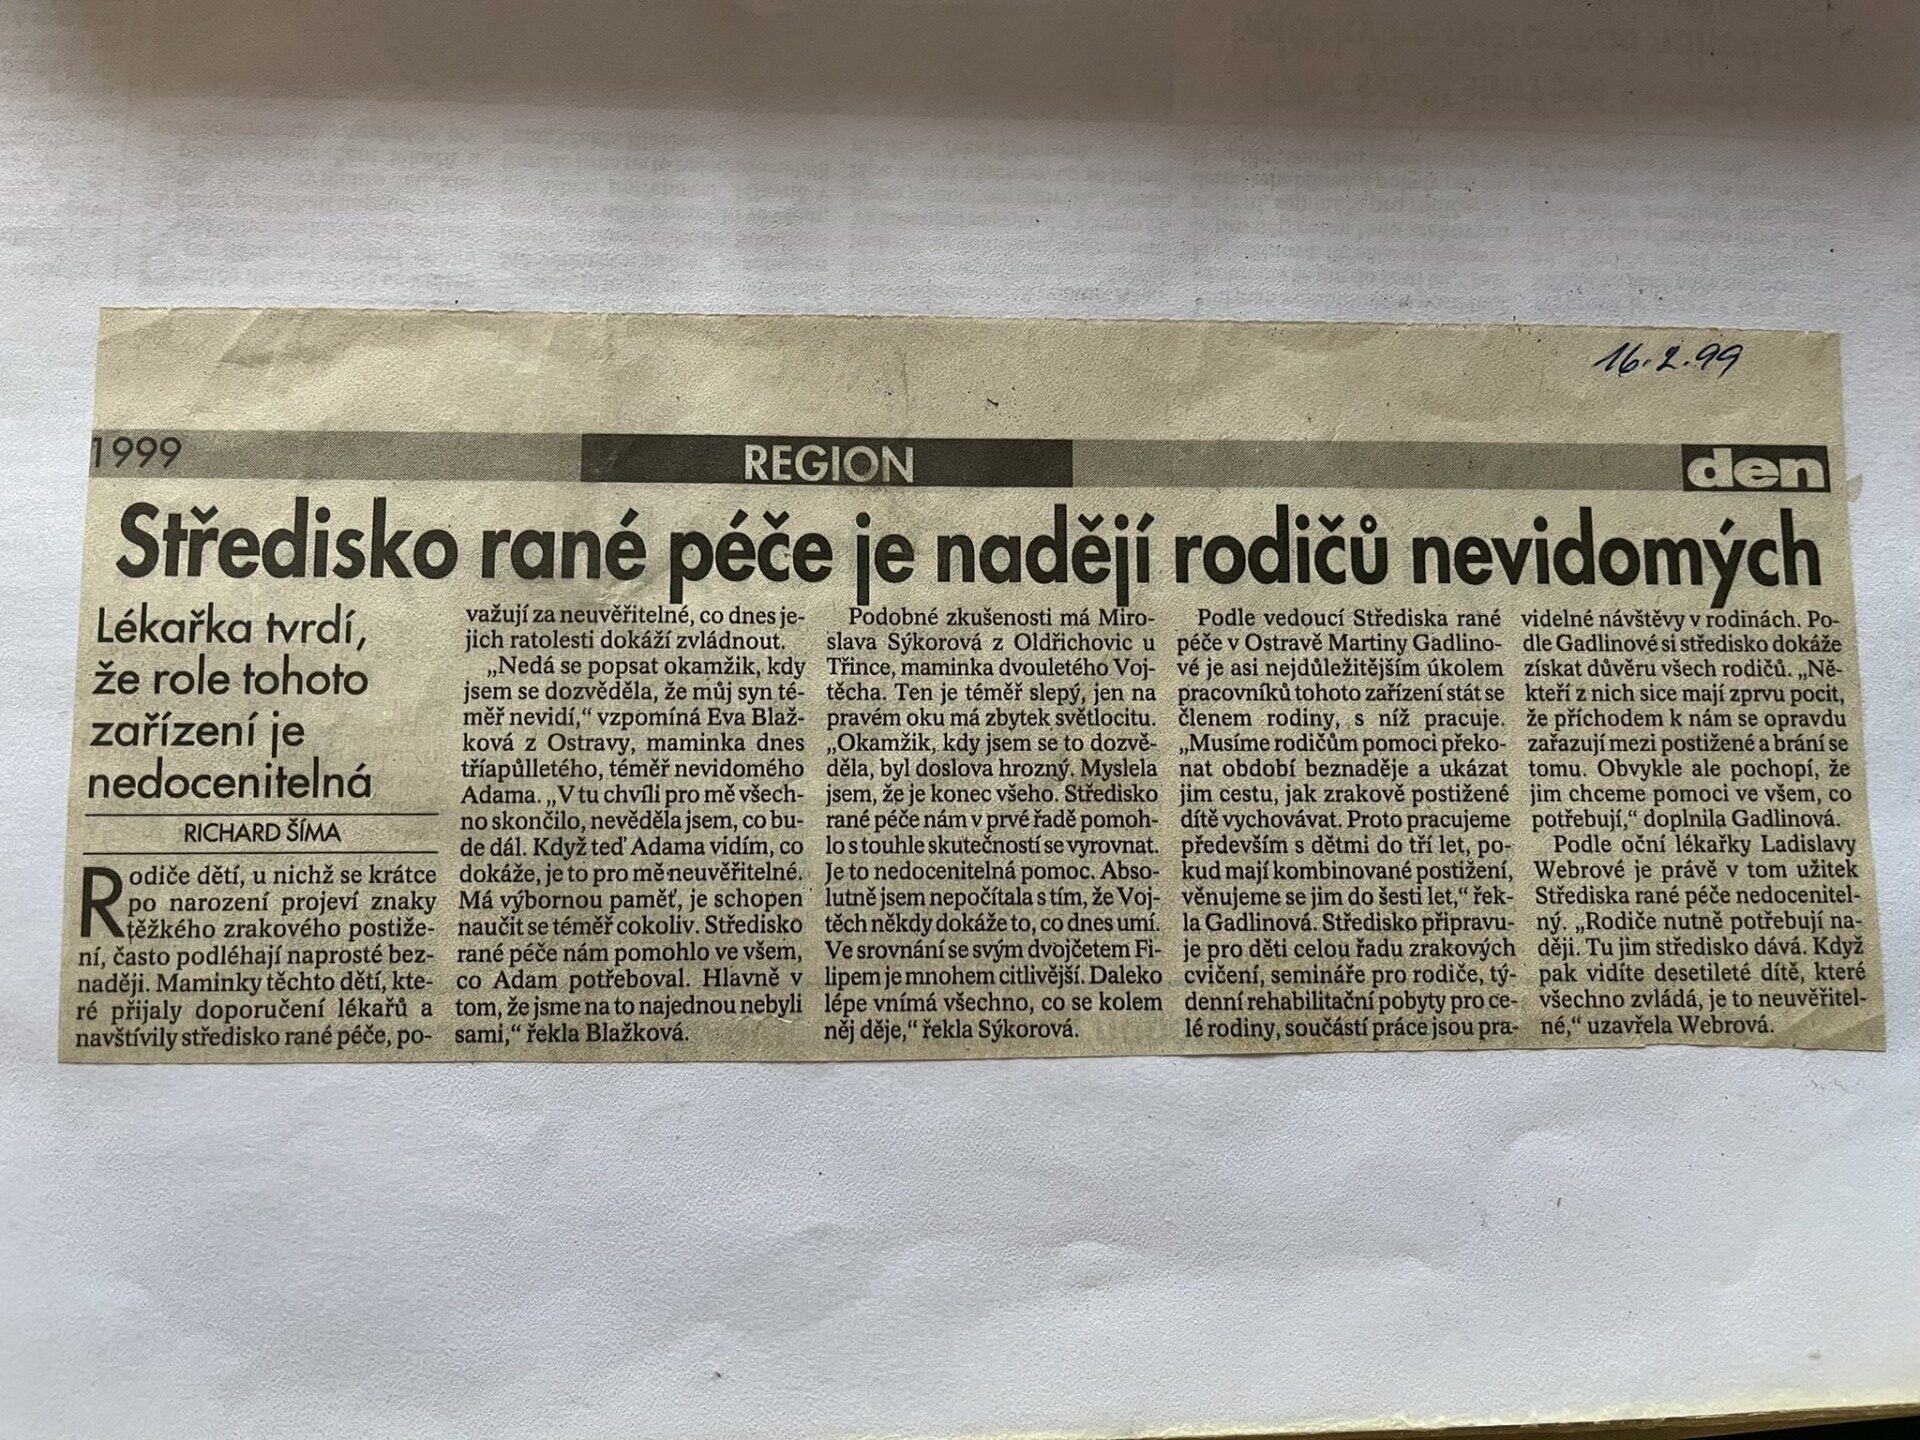 16.2.99
1999
REGION
den
Středisko rané péče je nadějí rodičů nevidomých
Lékařka tvrdí,
že role tohoto
zařízení je
nedocenitelná
RICHARD ŠÍMA
Rodiče dětí, u nichž se krátce
po narození projeví znaky
těžkého zrakového postiže-
ní, často podléhají naprosté bez-
naději. Maminky těchto dětí, kte-
ré přijaly doporučení lékařů a
navštívily středisko rané péče, po-
važují za neuvěřitelné, co dnes je-
jich ratolesti dokáží zvládnout.
„Nedá se popsat okamžik, kdy
jsem se dozvěděla, že můj syn té-
měř nevidí,“ vzpomíná Eva Blaž-
ková z Ostravy, maminka dnes
tříapůlletého, téměř nevidomého
Adama. „V tu chvíli pro mě všech-
no skončilo, nevěděla jsem, co bu-
de dál. Když teď Adama vidím, co
dokáže, je to pro mě neuvěřitelné.
Má výbornou paměť, je schopen
naučit se téměř cokoliv. Středisko
rané péče nám pomohlo ve všem,
co Adam potřeboval. Hlavně v
tom, že jsme na to najednou nebyli
sami,“ řekla Blažková.
Podobné zkušenosti má Miro-
slava Sýkorová z Oldřichovic u
Třince, maminka dvouletého Voj-
těcha. Ten je téměř slepý, jen na
pravém oku má zbytek světlocitu.
„Okamžik, kdy jsem se to dozvě-
děla, byl doslova hrozný. Myslela
jsem, že je konec všeho. Středisko
rané péče nám v prvé řadě pomoh-
lo s touhle skutečností se vyrovnat.
Je to nedocenitelná pomoc. Abso-
lutně jsem nepočítala s tím, že Voj-
těch někdy dokáže to, co dnes umí.
Ve srovnání se svým dvojčetem Fi-
lipem je mnohem citlivější. Daleko
lépe vnímá všechno, co se kolem
něj děje,“ řekla Sýkorová.
Podle vedoucí Střediska rané
péče v Ostravě Martiny Gadlino-
vé je asi nejdůležitějším úkolem
pracovníků tohoto zařízení stát se
členem rodiny, s níž pracuje.
„Musíme rodičům pomoci překo-
nat období beznaděje a ukázat
jim cestu, jak zrakově postižené
dítě vychovávat. Proto pracujeme
především s dětmi do tří let, po-
kud mají kombinované postižení,
věnujeme se jim do šesti let,“ řek-
la Gadlinová. Středisko připravu-
je pro děti celou řadu zrakových
cvičení, semináře pro rodiče, tý-
denní rehabilitační pobyty pro ce-
lé rodiny, součástí práce jsou pra-
videlné návštěvy v rodinách. Po-
dle Gadlinové si středisko dokáže
získat důvěru všech rodičů. „Ně-
kteří z nich sice mají zprvu pocit,
že příchodem k nám se opravdu
zařazují mezi postižené a brání se
tomu. Obvykle ale pochopí, že
jim chceme pomoci ve všem, co
potřebují,“ doplnila Gadlinová.
Podle oční lékařky Ladislavy
Webrové je právě v tom užitek
Střediska rané péče nedocenitel-
ný. „Rodiče nutně potřebují na-
ději. Tu jim středisko dává. Když
pak vidíte desetileté dítě, které
všechno zvládá, je to neuvěřitel-
né,“ uzavřela Webrová.